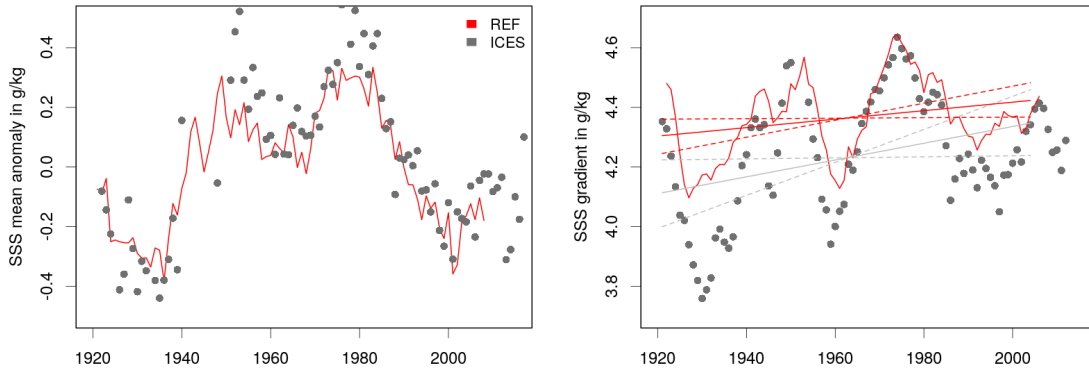 SSS mean anomaly in g/kg
0.4
0.2
0.0
-0.2
-0.4
REF
ICES
1920 1940 1960 1980 2000
SSS gradient in g/kg
4.6
4.4
4.2
4.0
3.8
1920 1940 1960 1980 2000